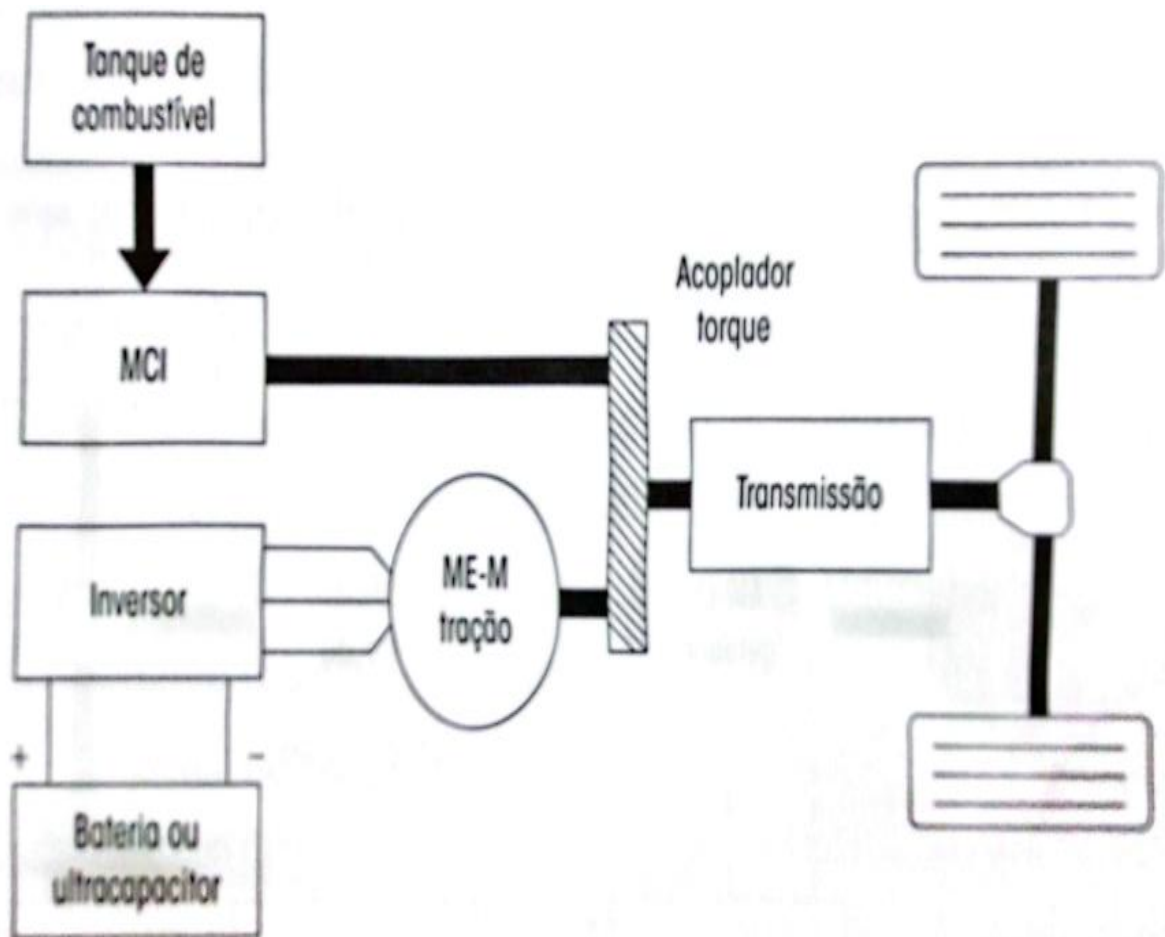 Tanque de
combustível
MCI
Acoplador
torque
Transmissão
Inversor
ME-M
tração
+
−
Bateria ou
ultracapacitor